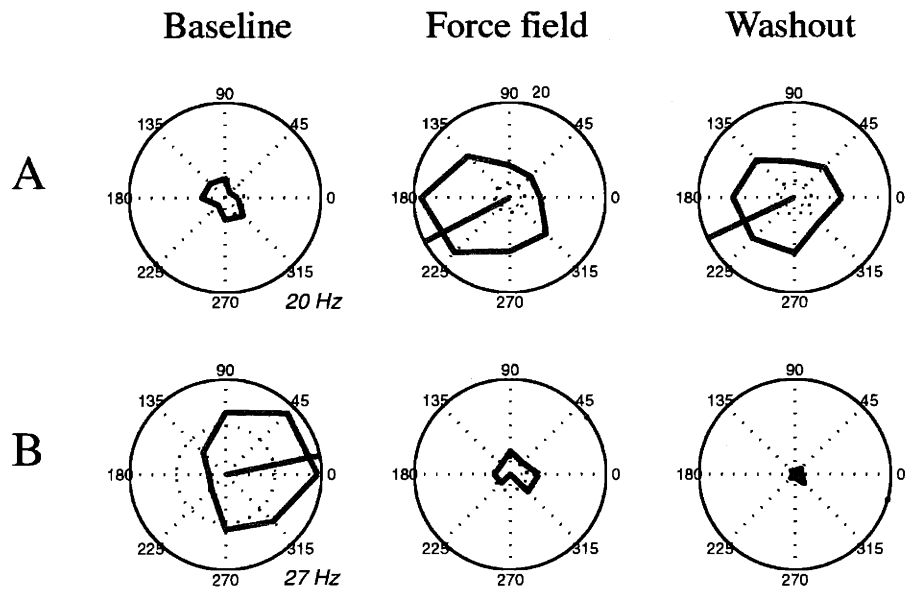 Baseline Force field Washout
A
90 90 20 90
135 45 135 45 135 45
180 0 180 0 180 0
225 315 225 315 225 315
270 20 Hz 270 270
B
90 90 90
135 45 135 45 135 45
180 0 180 0 180 0
225 315 225 315 225 315
270 27 Hz 270 270